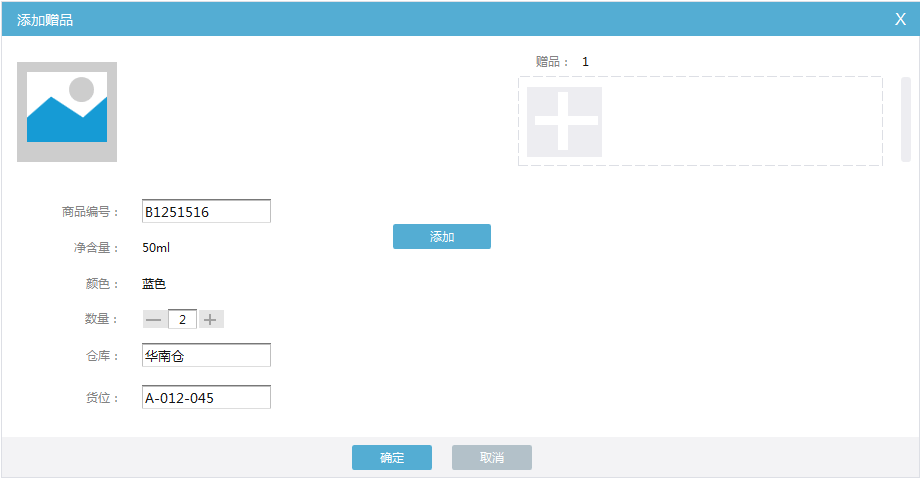 添加赠品 X
赠品： 1
商品编号： B1251516
添加
净含量： 50ml
颜色： 蓝色
数量： — 2 +
仓库： 华南仓
货位： A-012-045
确定 取消